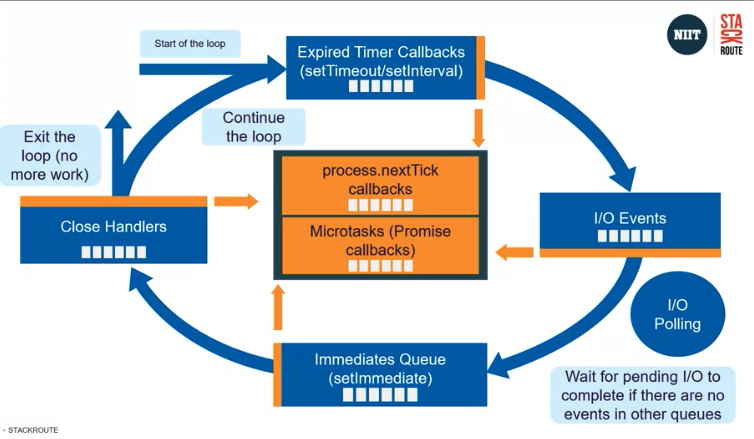 Start of the loop
Expired Timer Callbacks
(setTimeout/setInterval)
NIIT
STA
CK
ROUTE
Continue
the loop
Exit the
loop (no
more work)
process.nextTick
callbacks
Microtasks (Promise
callbacks)
Close Handlers
I/O Events
I/O
Polling
Immediates Queue
(setImmediate)
Wait for pending I/O to
complete if there are no
events in other queues
• STACKROUTE